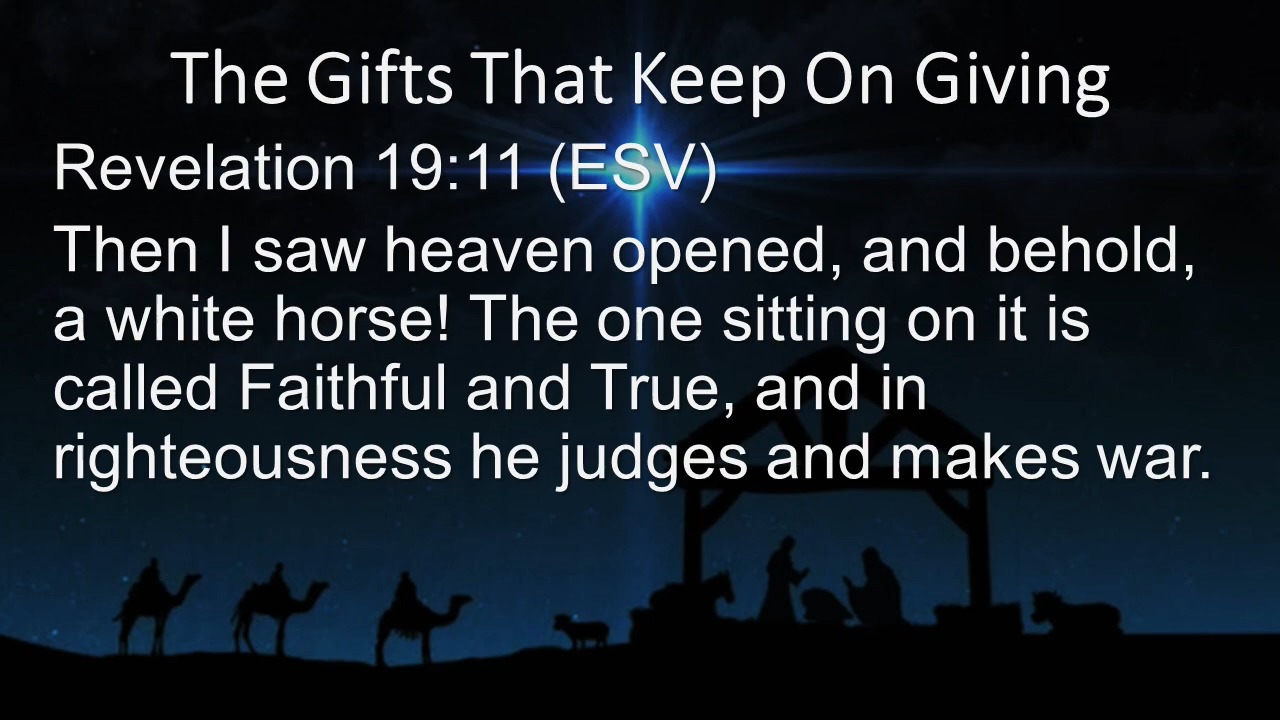 The Gifts That Keep On Giving
Revelation 19:11 (ESV)
Then I saw heaven opened, and behold,
a white horse! The one sitting on it is
called Faithful and True, and in
righteousness he judges and makes war.